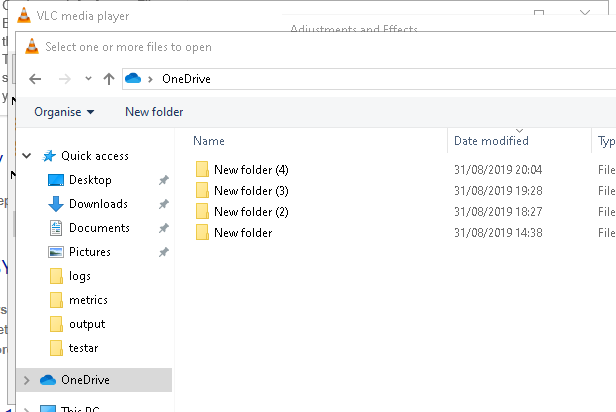 VLC media player
Adjustments and Effects
Select one or more files to open
OneDrive
Organise New folder
Name Date modified
Quick access
New folder (4) 31/08/2019 20:04 File
Desktop
New folder (3) 31/08/2019 19:28 File
Downloads
New folder (2) 31/08/2019 18:27 File
Documents
New folder 31/08/2019 14:38 File
Pictures
logs
metrics
output
testar
OneDrive
This PC